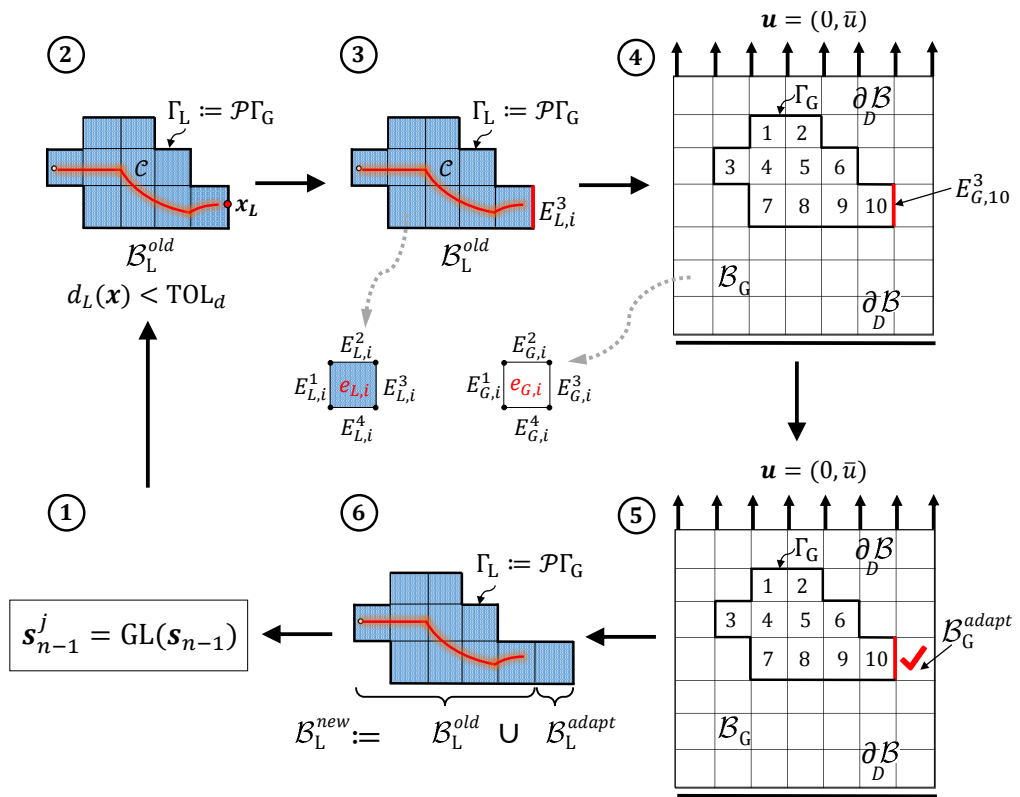 ②
Γ_L := 𝒫Γ_G
𝒞
𝒙_L
ℬ_L^{old}
d_L(𝒙) < TOL_d
③
Γ_L := 𝒫Γ_G
𝒞
E_{L,i}^3
ℬ_L^{old}
E_{L,i}^2
E_{L,i}^1 e_{L,i} E_{L,i}^3
E_{L,i}^4
E_{G,i}^2
E_{G,i}^1 e_{G,i} E_{G,i}^3
E_{G,i}^4
④
𝒖 = (0, ū)
Γ_G
∂_Dℬ
1 2
3 4 5 6
7 8 9 10
E_{G,10}^3
ℬ_G
∂_Dℬ
⑤
𝒖 = (0, ū)
Γ_G
∂_Dℬ
1 2
3 4 5 6
7 8 9 10
ℬ_G^{adapt}
ℬ_G
∂_Dℬ
⑥
Γ_L := 𝒫Γ_G
ℬ_L^{new} := ℬ_L^{old} ∪ ℬ_L^{adapt}
①
𝒔_{n−1}^j = GL(𝒔_{n−1})